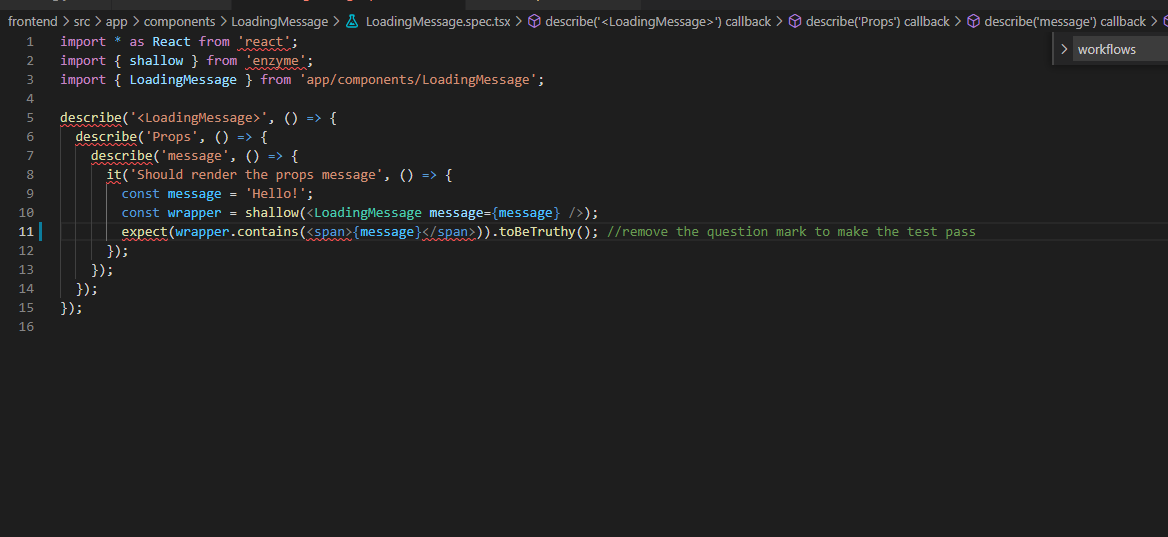 frontend > src > app > components > LoadingMessage > LoadingMessage.spec.tsx > describe('<LoadingMessage>') callback > describe('Props') callback > describe('message') callback >
workflows
1 import * as React from 'react';
2 import { shallow } from 'enzyme';
3 import { LoadingMessage } from 'app/components/LoadingMessage';
4
5 describe('<LoadingMessage>', () => {
6 describe('Props', () => {
7 describe('message', () => {
8 it('Should render the props message', () => {
9 const message = 'Hello!';
10 const wrapper = shallow(<LoadingMessage message={message} />);
11 expect(wrapper.contains(<span>{message}</span>)).toBeTruthy(); //remove the question mark to make the test pass
12 });
13 });
14 });
15 });
16